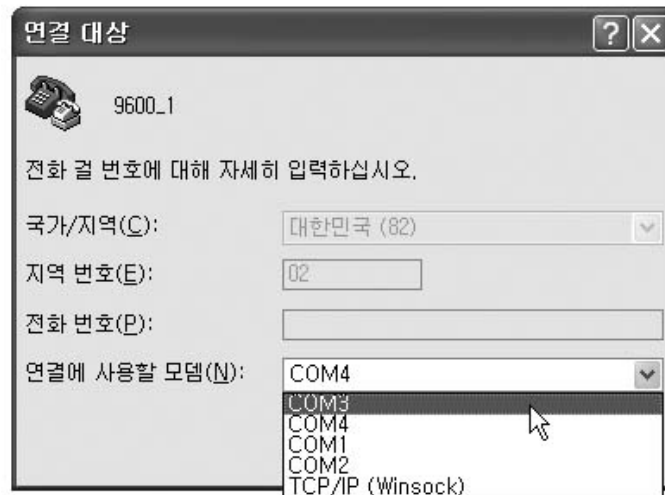 연결 대상
9600_1
전화 걸 번호에 대해 자세히 입력하십시오.
국가/지역(C): 대한민국 (82)
지역 번호(E): 02
전화 번호(P):
연결에 사용할 모뎀(N): COM4
COM3
COM4
COM1
COM2
TCP/IP (Winsock)